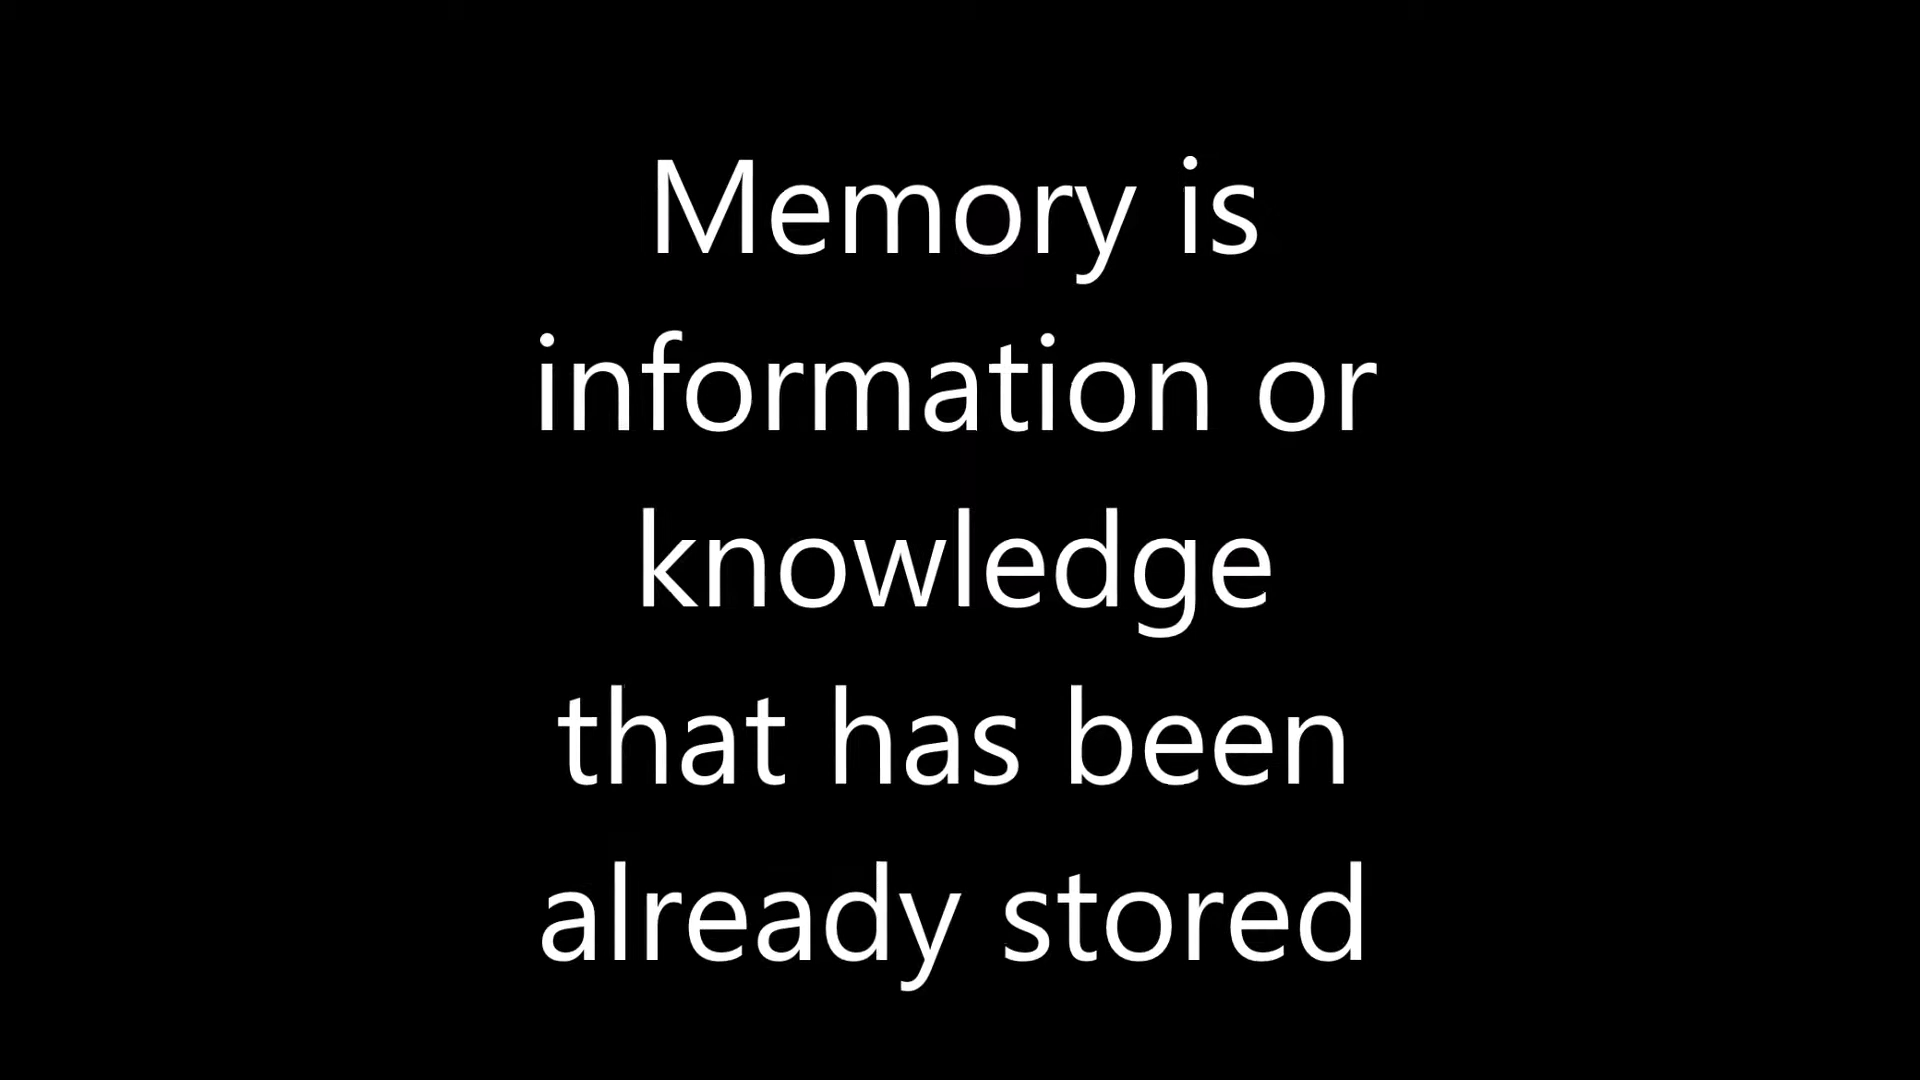 Memory is
information or
knowledge
that has been
already stored